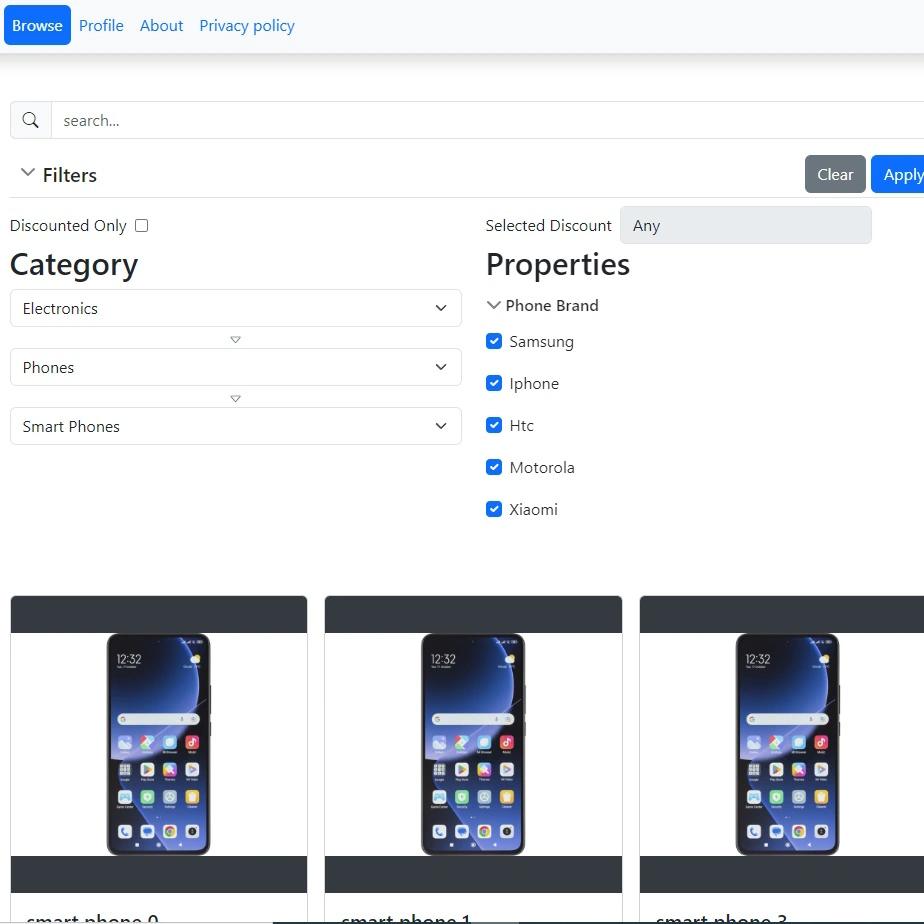 Browse Profile About Privacy policy
search...
Filters
Clear Apply
Discounted Only
Selected Discount Any
Category
Properties
Electronics
Phone Brand
Samsung
Phones
Iphone
Smart Phones
Htc
Motorola
Xiaomi
12:32 12:32 12:32
smart phone 0 smart phone 1 smart phone 3